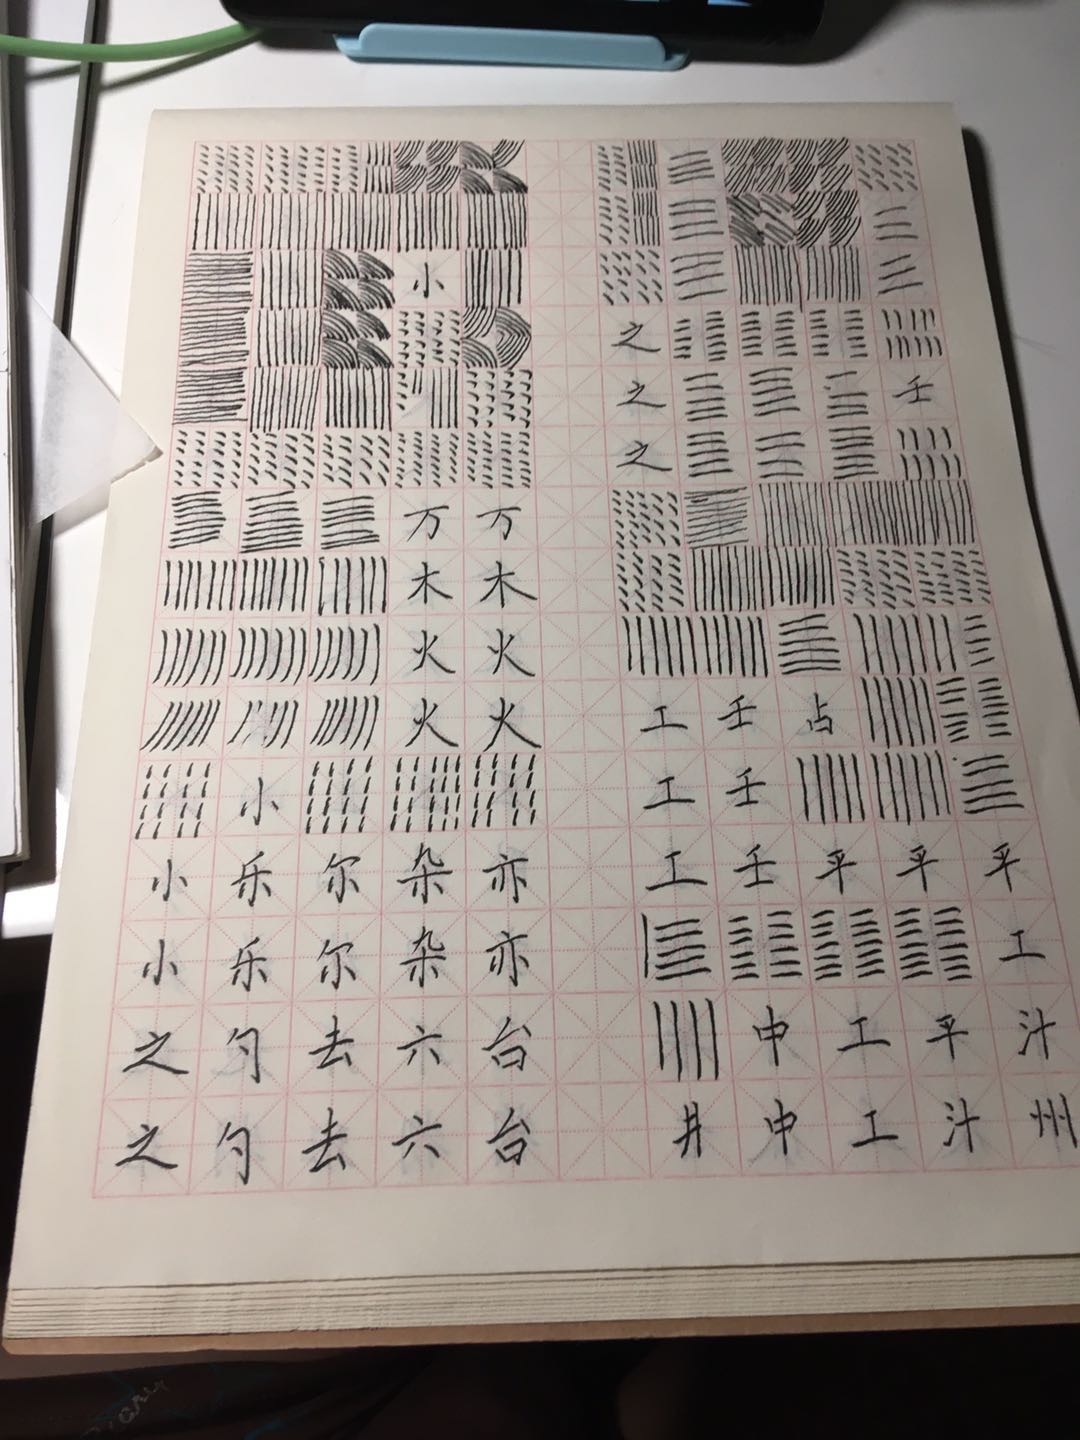 小
之
之 壬
之
万 万
木 木
火 火
火 火 工 壬 占
小 工 壬
小 乐 尔 杂 亦 工 壬 平 平 平
小 乐 尔 杂 亦 工
之 勺 去 六 台 中 工 平 汁
之 勺 去 六 台 井 中 工 汁 州